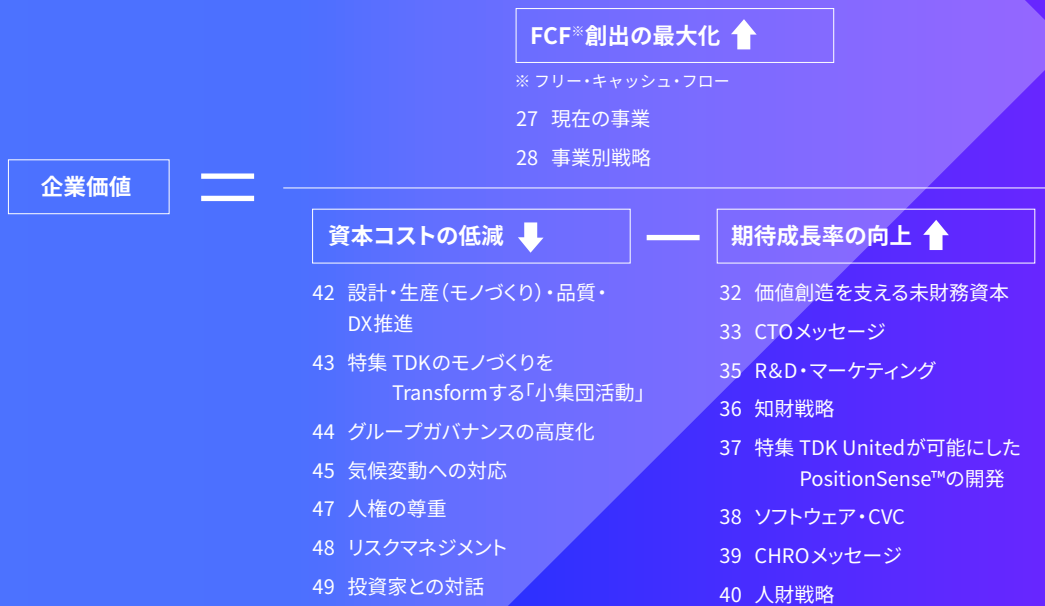 FCF※創出の最大化
※ フリー・キャッシュ・フロー
27 現在の事業
28 事業別戦略
企業価値
資本コストの低減
42 設計・生産(モノづくり)・品質・
DX推進
43 特集 TDKのモノづくりを
Transformする「小集団活動」
44 グループガバナンスの高度化
45 気候変動への対応
47 人権の尊重
48 リスクマネジメント
49 投資家との対話
期待成長率の向上
32 価値創造を支える未財務資本
33 CTOメッセージ
35 R&D・マーケティング
36 知財戦略
37 特集 TDK Unitedが可能にした
PositionSense™の開発
38 ソフトウェア・CVC
39 CHROメッセージ
40 人財戦略